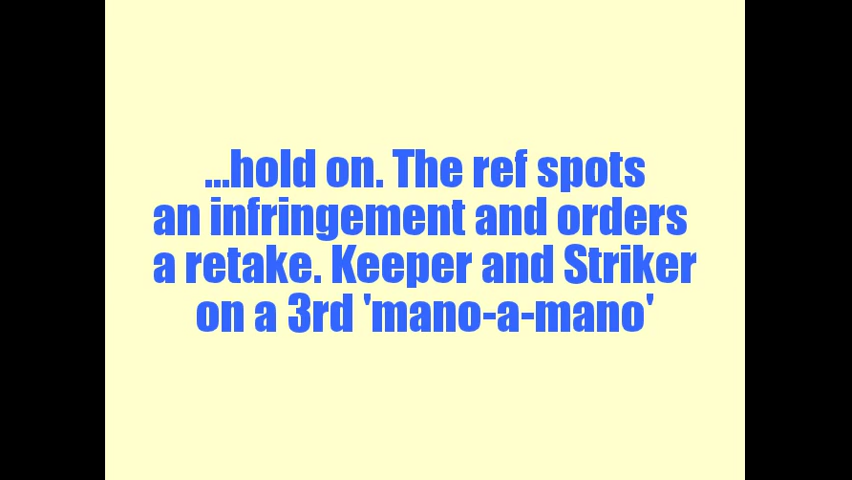 ...hold on. The ref spots
an infringement and orders
a retake. Keeper and Striker
on a 3rd 'mano-a-mano'